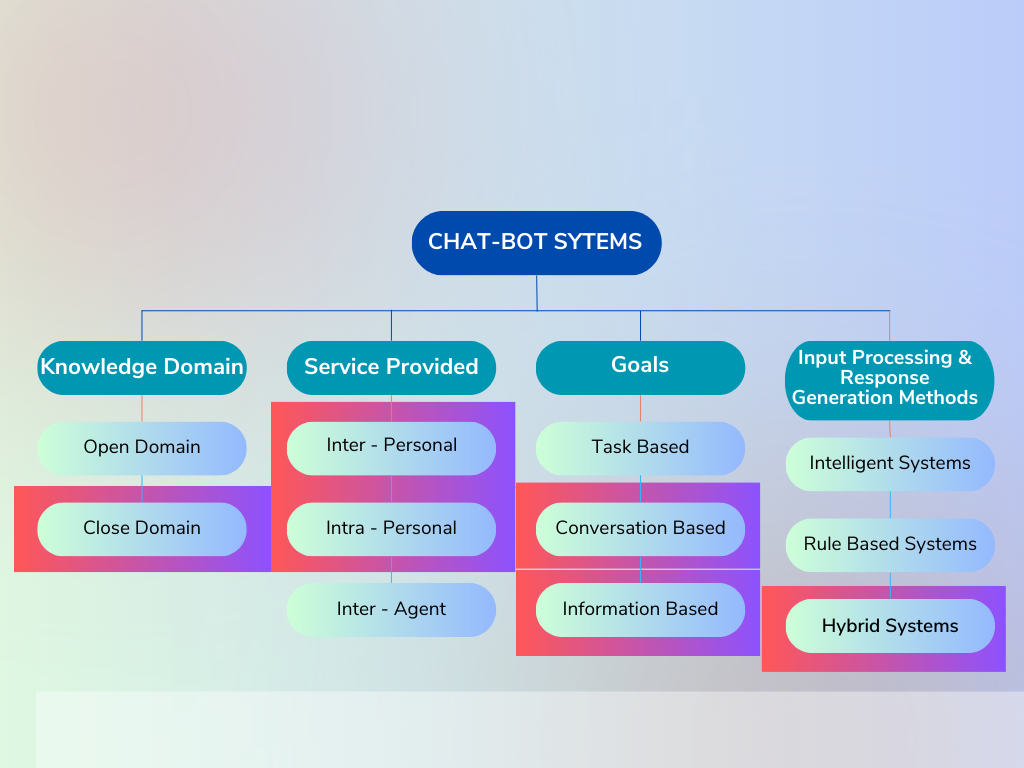 CHAT-BOT SYTEMS
Knowledge Domain
Service Provided
Goals
Input Processing &
Response
Generation Methods
Open Domain
Close Domain
Inter - Personal
Intra - Personal
Inter - Agent
Task Based
Conversation Based
Information Based
Intelligent Systems
Rule Based Systems
Hybrid Systems